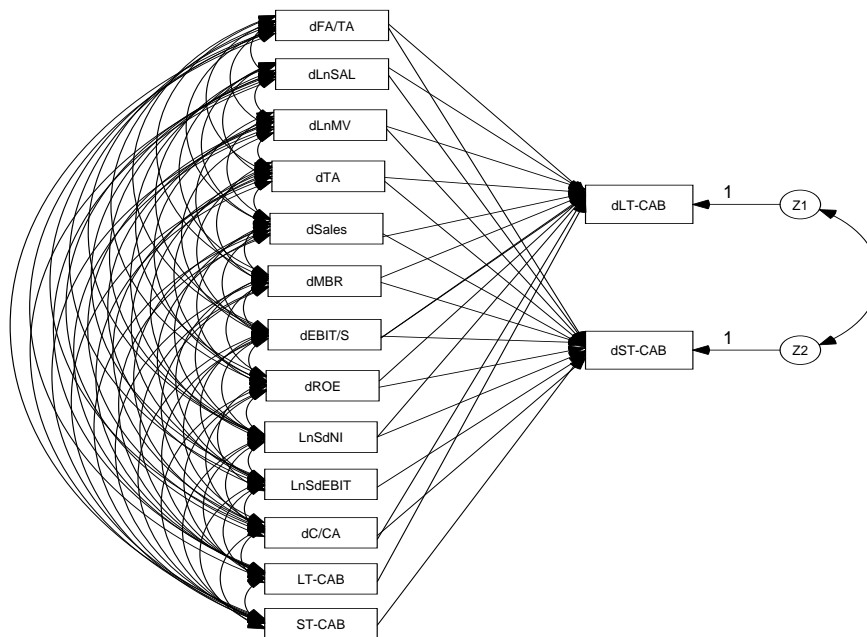 dFA/TA
dLnSAL
dLnMV
dTA
dSales
dMBR
dEBIT/S
dROE
LnSdNI
LnSdEBIT
dC/CA
LT-CAB
ST-CAB
dLT-CAB
1
Z1
dST-CAB
1
Z2